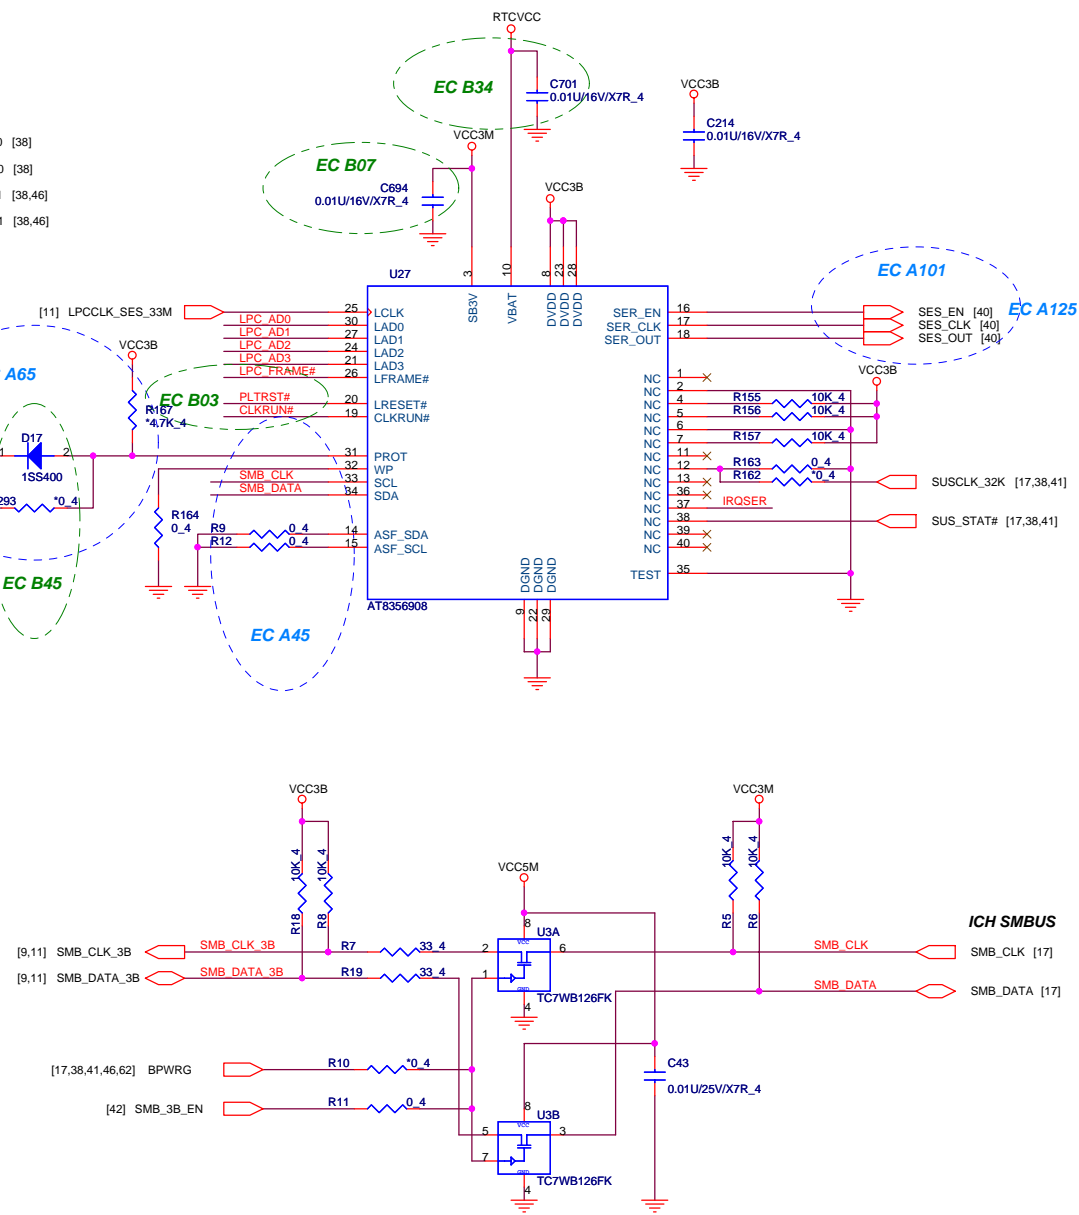 RTCVCC
EC B34
C701
0.01U/16V/X7R_4
VCC3B
C214
0.01U/16V/X7R_4
[38]
[38]
[38,46]
[38,46]
VCC3M
EC B07
C694
0.01U/16V/X7R_4
VCC3B
U27
3
10
8
23
28
SB3V
VBAT
DVDD
DVDD
DVDD
EC A101
EC A125
[11] LPCCLK_SES_33M
25 LCLK
LPC_AD0 30 LAD0
LPC_AD1 27 LAD1
LPC_AD2 24 LAD2
LPC_AD3 21 LAD3
LPC_FRAME# 26 LFRAME#
PLTRST# 20 LRESET#
CLKRUN# 19 CLKRUN#
31 PROT
32 WP
SMB_CLK 33 SCL
SMB_DATA 34 SDA
R9 0_4 14 ASF_SDA
R12 0_4 15 ASF_SCL
SER_EN 16 SES_EN [40]
SER_CLK 17 SES_CLK [40]
SER_OUT 18 SES_OUT [40]
VCC3B
NC 1
NC 2
NC 4 R155 10K_4
NC 5 R156 10K_4
NC 6
NC 7 R157 10K_4
NC 11
NC 12 R163 0_4
NC 13 R162 *0_4 SUSCLK_32K [17,38,41]
NC 36
NC 37 IRQSER
NC 38 SUS_STAT# [17,38,41]
NC 39
NC 40
TEST 35
VCC3B
A65
EC B03
R167
*4.7K_4
D17
1
2
1SS400
293 *0_4
R164
0_4
EC B45
EC A45
DGND
DGND
DGND
9
22
29
AT8356908
VCC3B
VCC3M
10K_4
10K_4
R18
R8
VCC5M
10K_4
10K_4
R5
R6
ICH SMBUS
[9,11] SMB_CLK_3B SMB_CLK_3B R7 33_4 2
8
U3A
VCC
6 SMB_CLK SMB_CLK [17]
[9,11] SMB_DATA_3B SMB_DATA_3B R19 33_4 1
GND
4
TC7WB126FK
SMB_DATA SMB_DATA [17]
[17,38,41,46,62] BPWRG R10 *0_4
C43
0.01U/25V/X7R_4
[42] SMB_3B_EN R11 0_4
8
U3B
VCC
5
3
7
GND
4
TC7WB126FK